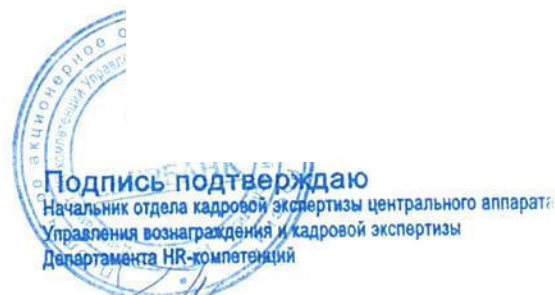 Подпись подтверждаю
Начальник отдела кадровой экспертизы центрального аппарата
Управления вознаграждения и кадровой экспертизы
Департамента HR-компетенций